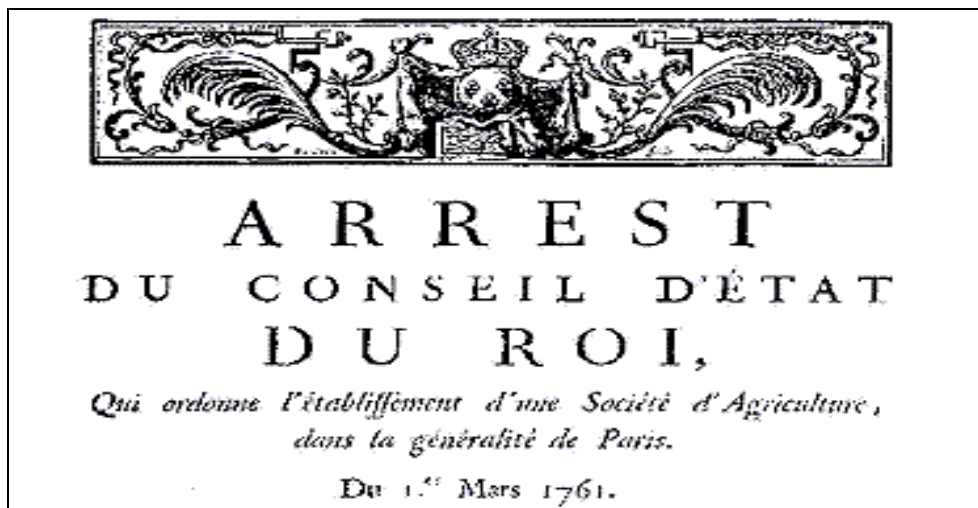 ARREST
DU CONSEIL D'ÉTAT
DU ROI,
Qui ordonne l'établissement d'une Société d'Agriculture,
dans la généralité de Paris.
Du 1.er Mars 1761.